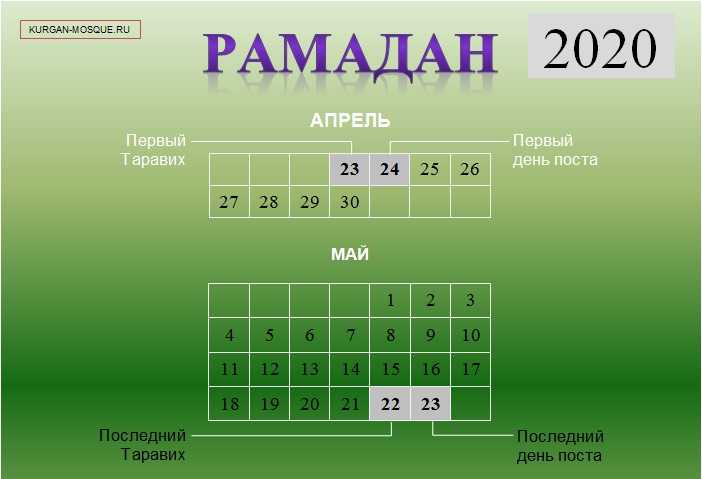 KURGAN-MOSQUE.RU
РАМАДАН
2020
АПРЕЛЬ
Первый
Таравих
Первый
день поста
23 24 25 26
27 28 29 30
МАЙ
1 2 3
4 5 6 7 8 9 10
11 12 13 14 15 16 17
18 19 20 21 22 23
Последний
Таравих
Последний
день поста